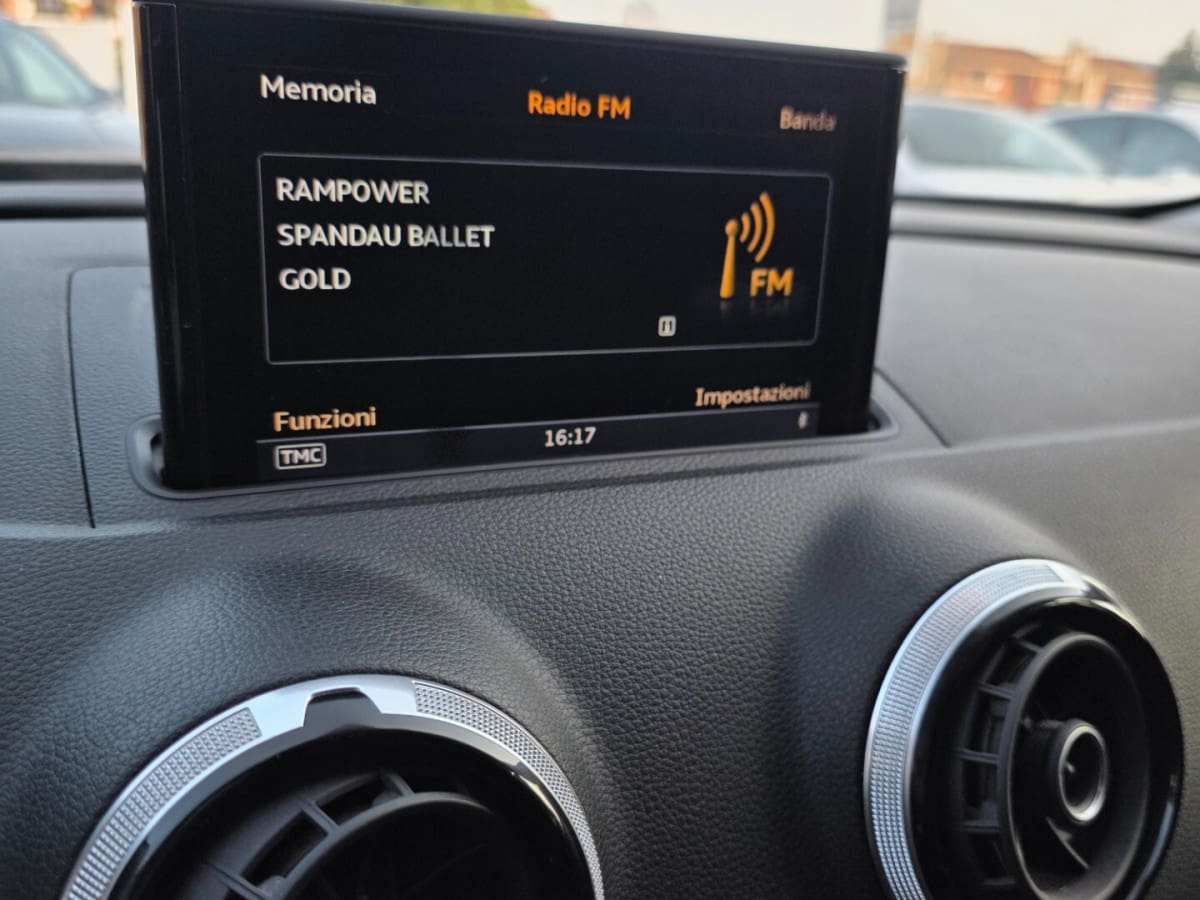 Memoria
Radio FM
Banda
RAMPOWER
SPANDAU BALLET
GOLD
FM
Funzioni
Impostazioni
TMC
16:17